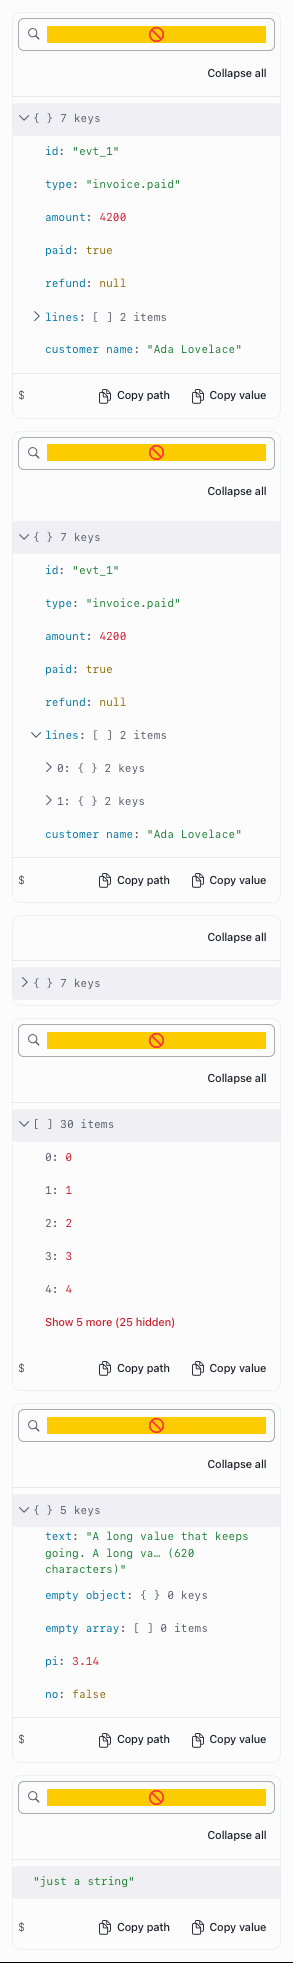 Collapse all
{ } 7 keys
id: "evt_1"
type: "invoice.paid"
amount: 4200
paid: true
refund: null
lines: [ ] 2 items
customer name: "Ada Lovelace"
$ Copy path Copy value
Collapse all
{ } 7 keys
id: "evt_1"
type: "invoice.paid"
amount: 4200
paid: true
refund: null
lines: [ ] 2 items
0: { } 2 keys
1: { } 2 keys
customer name: "Ada Lovelace"
$ Copy path Copy value
Collapse all
{ } 7 keys
Collapse all
[ ] 30 items
0: 0
1: 1
2: 2
3: 3
4: 4
Show 5 more (25 hidden)
$ Copy path Copy value
Collapse all
{ } 5 keys
text: "A long value that keeps
going. A long va… (620
characters)"
empty object: { } 0 keys
empty array: [ ] 0 items
pi: 3.14
no: false
$ Copy path Copy value
Collapse all
"just a string"
$ Copy path Copy value